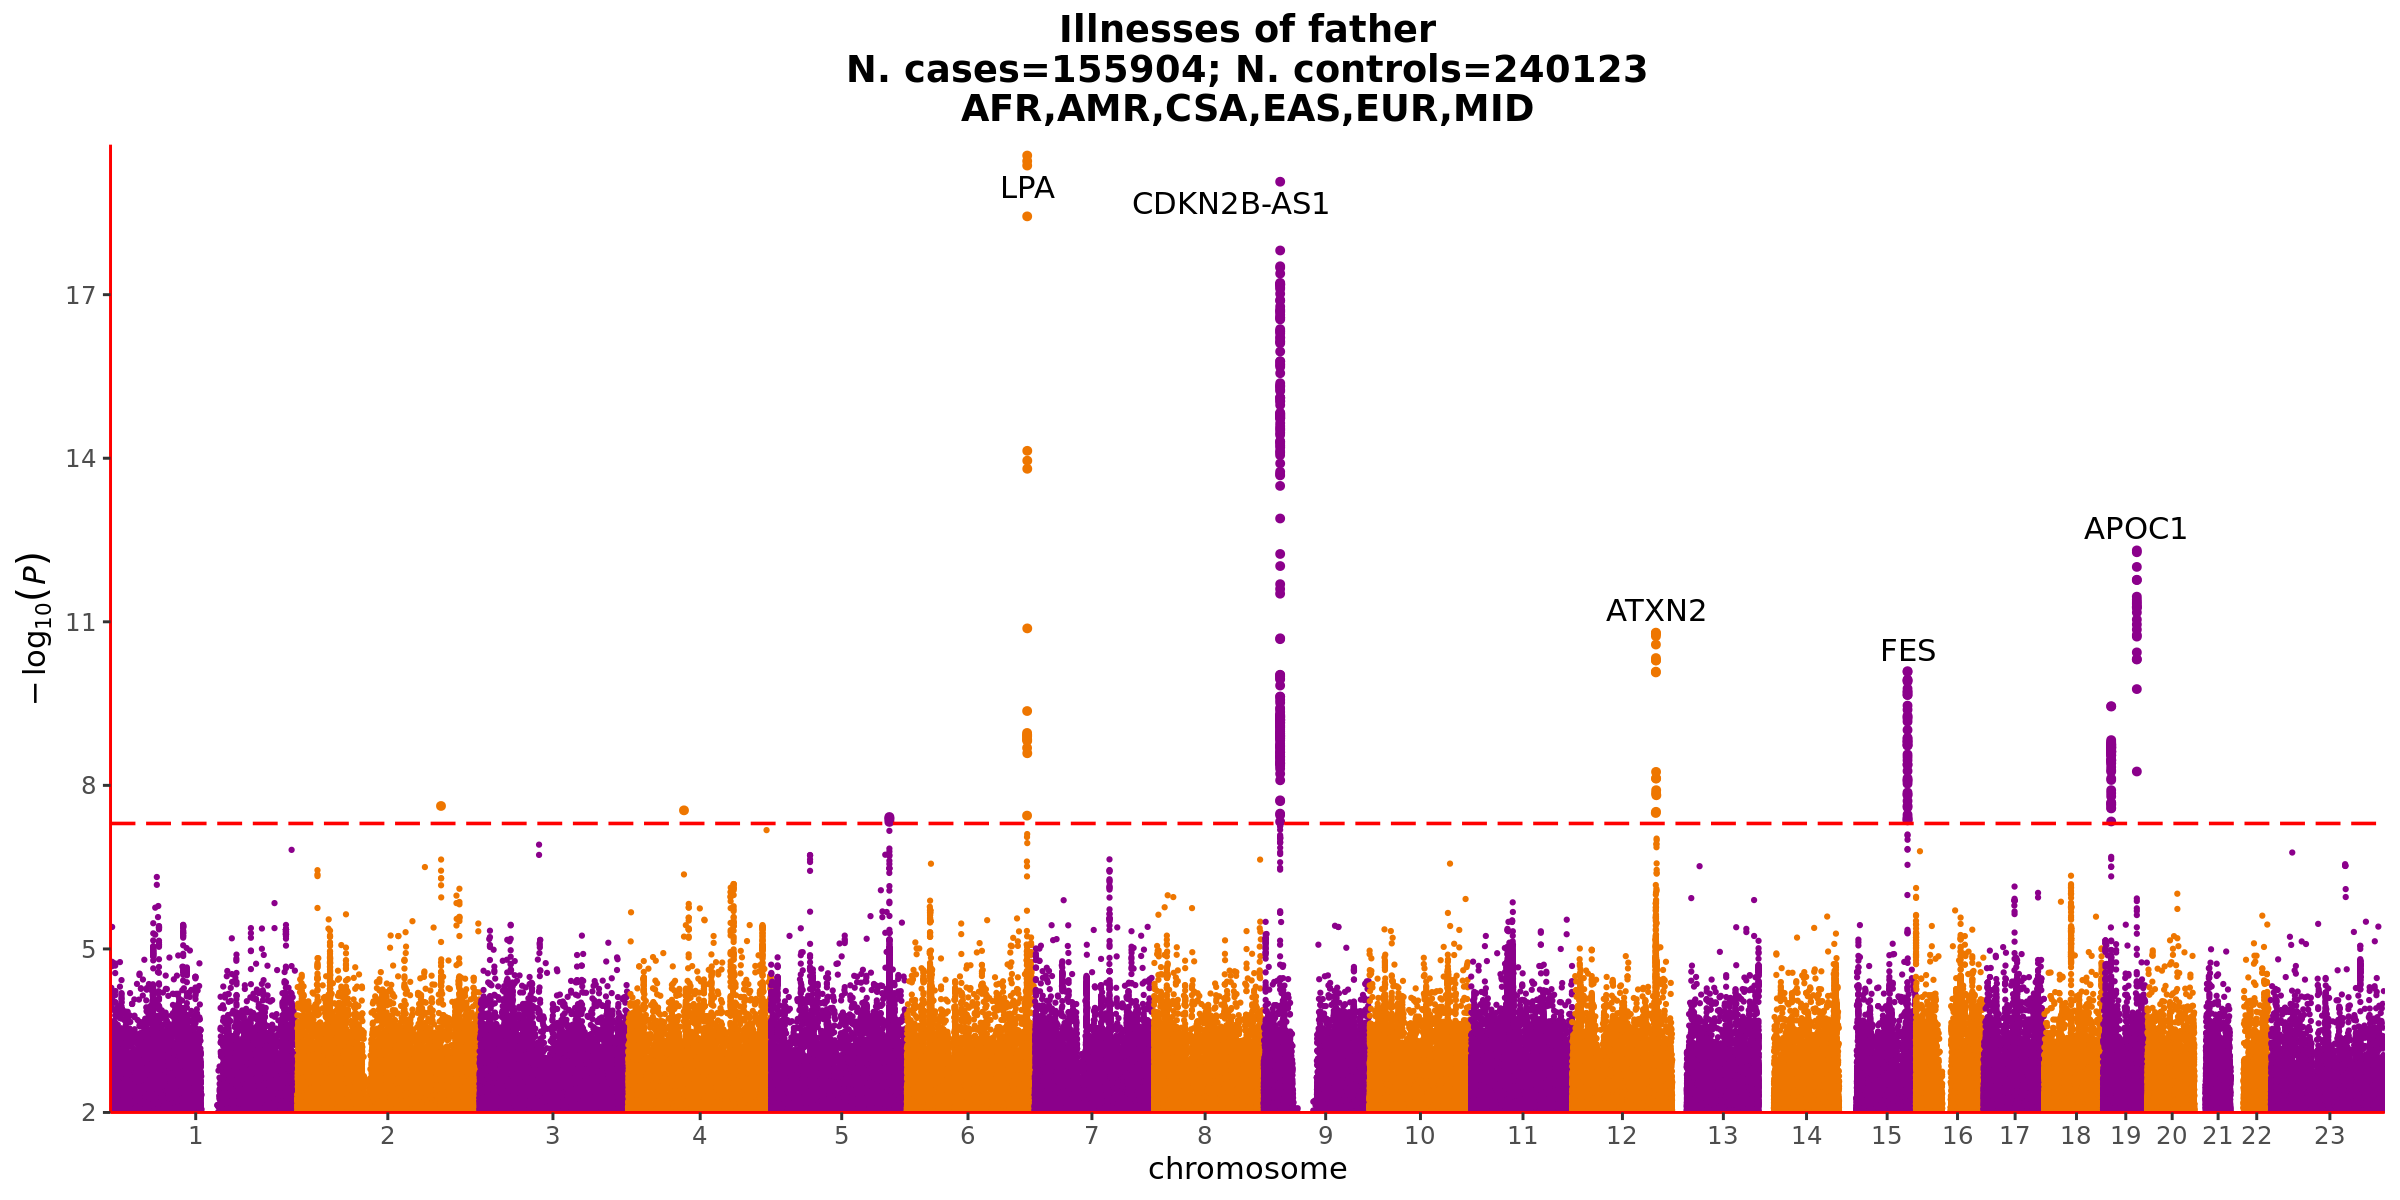 Illnesses of father
N. cases=155904; N. controls=240123
AFR,AMR,CSA,EAS,EUR,MID
LPA
CDKN2B-AS1
17
14
APOC1
−log10(P)
11
ATXN2
FES
8
5
2
1 2 3 4 5 6 7 8 9 10 11 12 13 14 15 16 17 18 19 20 21 22 23
chromosome